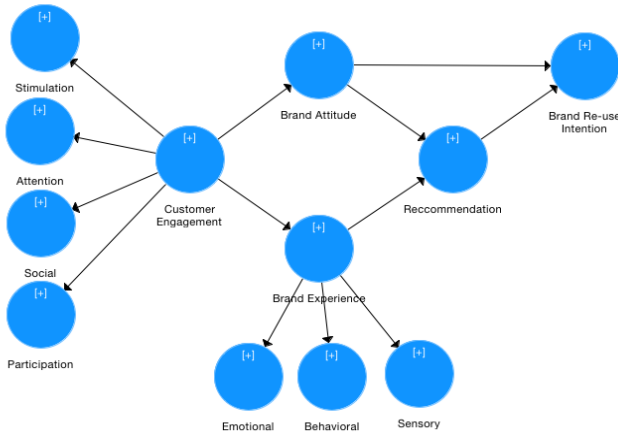 [+]
Stimulation
[+]
Brand Attitude
[+]
Brand Re-use
Intention
[+]
Attention
[+]
Customer
Engagement
[+]
Reccommendation
[+]
Social
[+]
Brand Experience
[+]
Participation
[+]
Emotional
[+]
Behavioral
[+]
Sensory